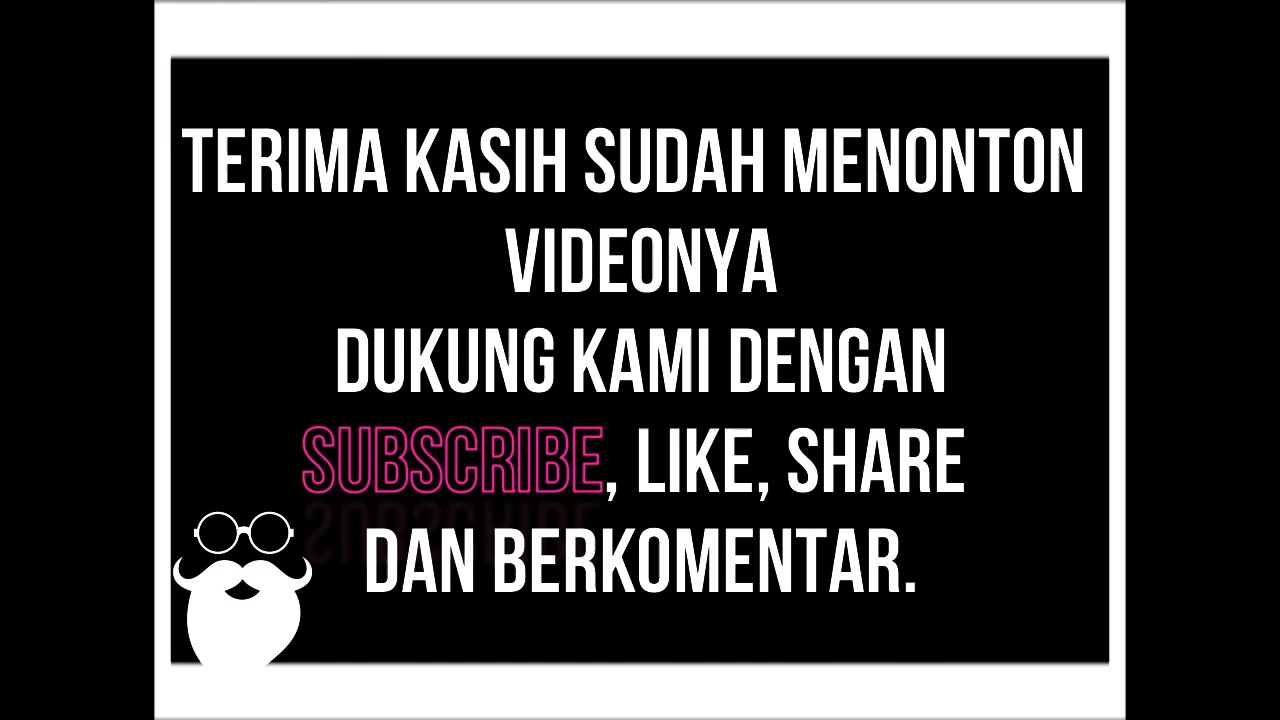 TERIMA KASIH SUDAH MENONTON
VIDEONYA
DUKUNG KAMI DENGAN
SUBSCRIBE, LIKE, SHARE
DAN BERKOMENTAR.